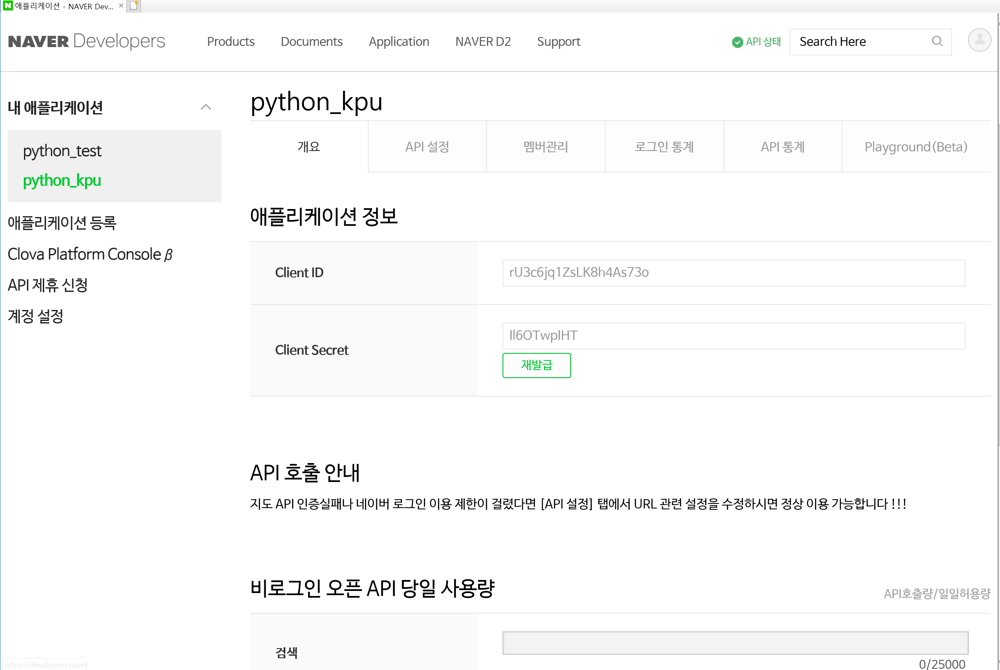 애플리케이션 - NAVER Dev...
NAVER Developers
Products
Documents
Application
NAVER D2
Support
API 상태
Search Here
내 애플리케이션
python_test
python_kpu
애플리케이션 등록
Clova Platform Console β
API 제휴 신청
계정 설정
python_kpu
개요
API 설정
멤버관리
로그인 통계
API 통계
Playground(Beta)
애플리케이션 정보
Client ID
rU3c6jq1ZsLK8h4As73o
Client Secret
Il6OTwpIHT
재발급
API 호출 안내
지도 API 인증실패나 네이버 로그인 이용 제한이 걸렸다면 [API 설정] 탭에서 URL 관련 설정을 수정하시면 정상 이용 가능합니다 !!!
비로그인 오픈 API 당일 사용량
API호출량/일일허용량
검색
0/25000
https://developers.nave